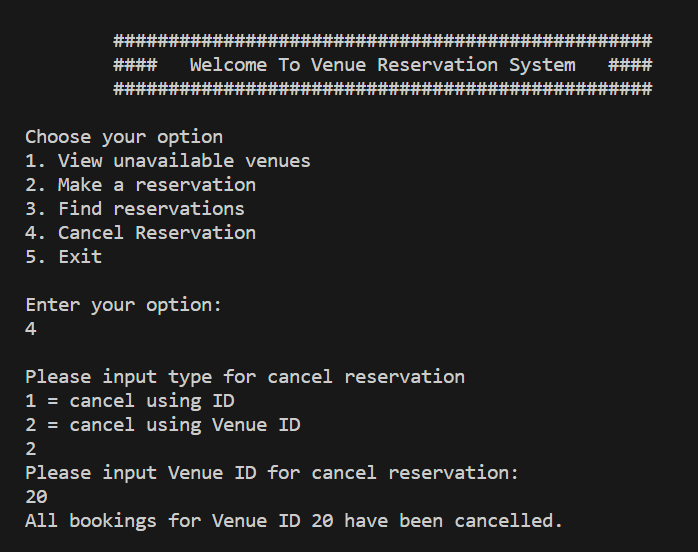 #################################################
####   Welcome To Venue Reservation System   ####
#################################################
Choose your option
1. View unavailable venues
2. Make a reservation
3. Find reservations
4. Cancel Reservation
5. Exit
Enter your option:
4
Please input type for cancel reservation
1 = cancel using ID
2 = cancel using Venue ID
2
Please input Venue ID for cancel reservation:
20
All bookings for Venue ID 20 have been cancelled.